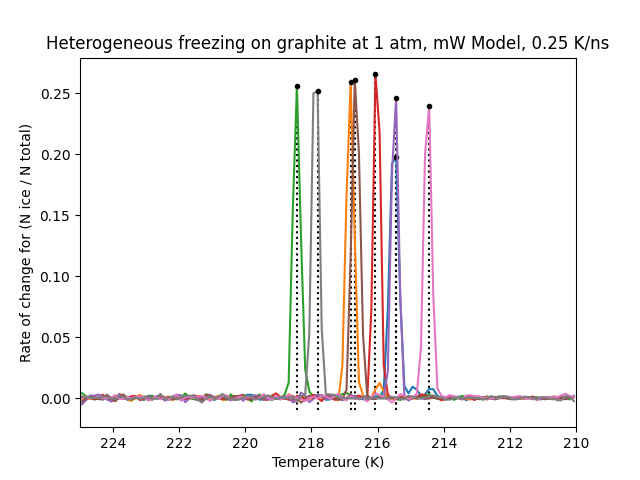 Heterogeneous freezing on graphite at 1 atm, mW Model, 0.25 K/ns
Rate of change for (N ice / N total)
0.25
0.20
0.15
0.10
0.05
0.00
224 222 220 218 216 214 212 210
Temperature (K)